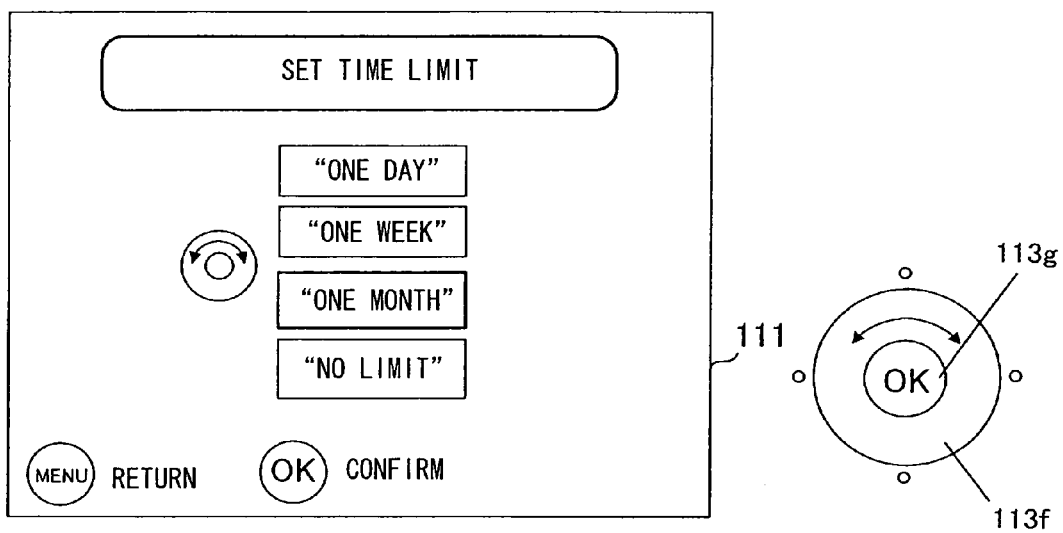 SET TIME LIMIT
“ONE DAY”
“ONE WEEK”
“ONE MONTH”
“NO LIMIT”
MENU RETURN
OK CONFIRM
111
113g
OK
113f